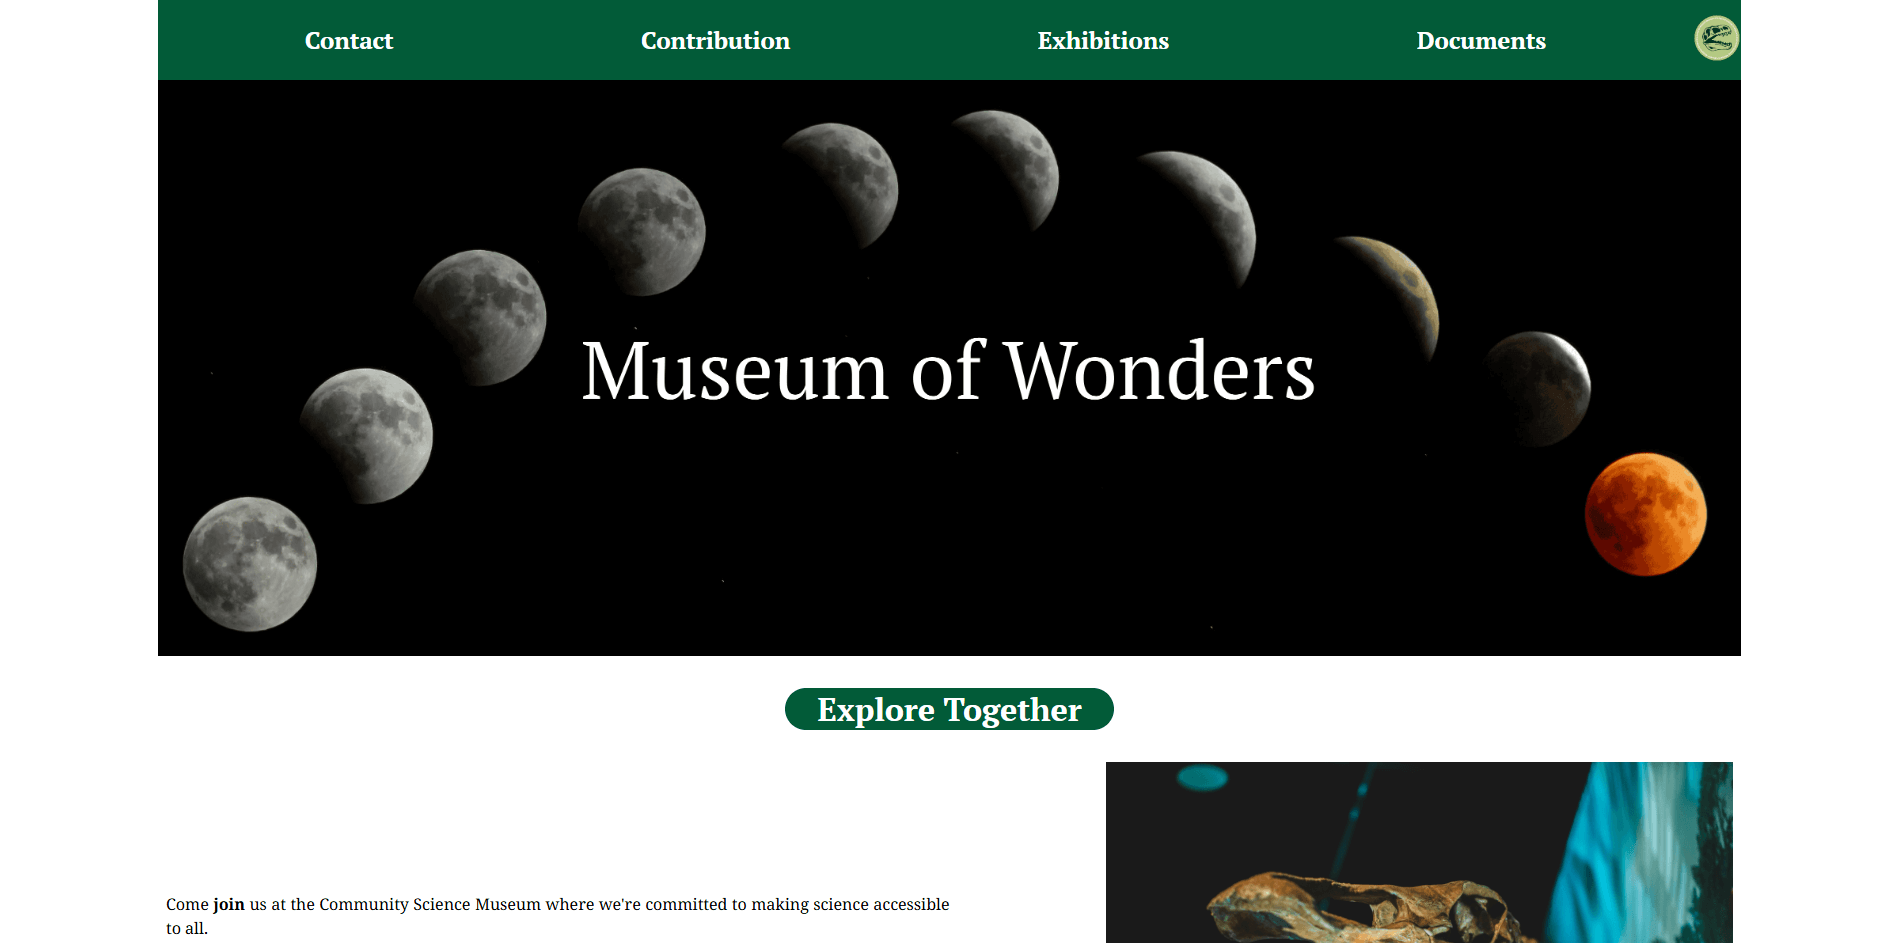 Contact Contribution Exhibitions Documents
Museum of Wonders
Explore Together
Come join us at the Community Science Museum where we're committed to making science accessible
to all.